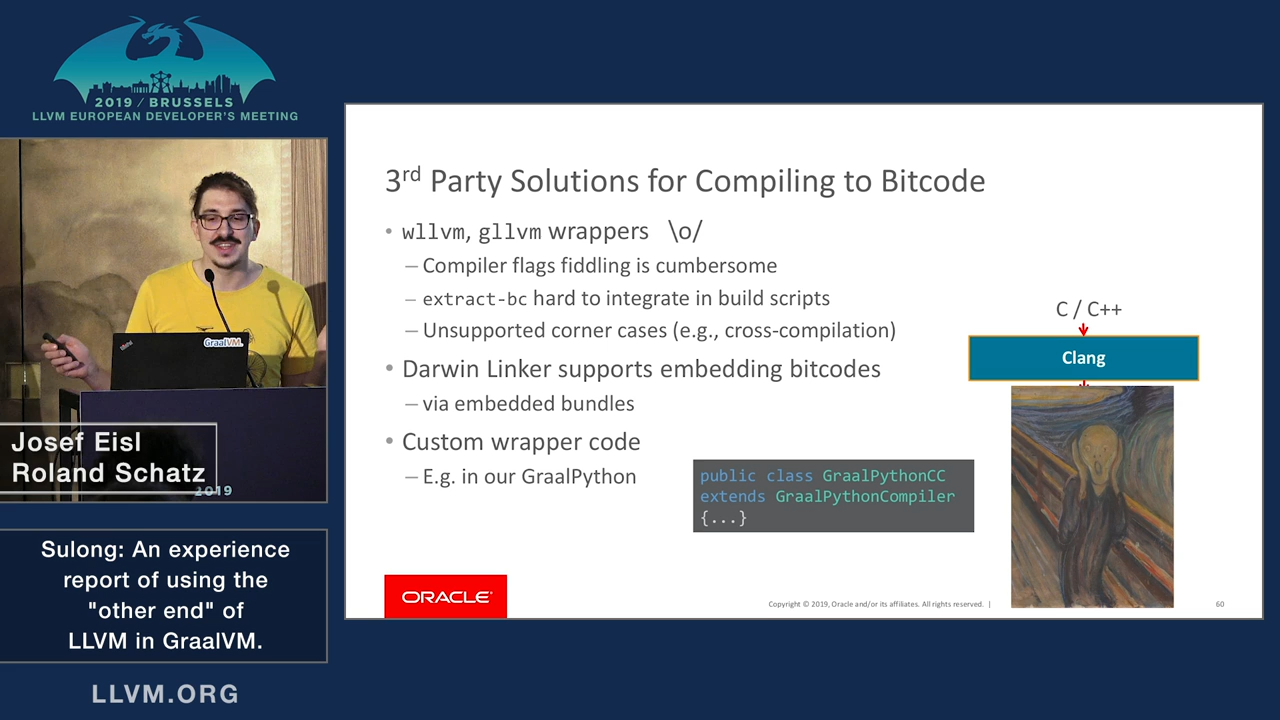 2019 / BRUSSELS
LLVM EUROPEAN DEVELOPER'S MEETING
GraalVM.
Josef Eisl
Roland Schatz
2019
Sulong: An experience
report of using the
"other end" of
LLVM in GraalVM.
LLVM.ORG
3rd Party Solutions for Compiling to Bitcode
• wllvm, gllvm wrappers \o/
– Compiler flags fiddling is cumbersome
– extract-bc hard to integrate in build scripts
– Unsupported corner cases (e.g., cross-compilation)
• Darwin Linker supports embedding bitcodes
– via embedded bundles
• Custom wrapper code
– E.g. in our GraalPython
public class GraalPythonCC
extends GraalPythonCompiler
{...}
C / C++
Clang
ORACLE®
Copyright © 2019, Oracle and/or its affiliates. All rights reserved. |
60